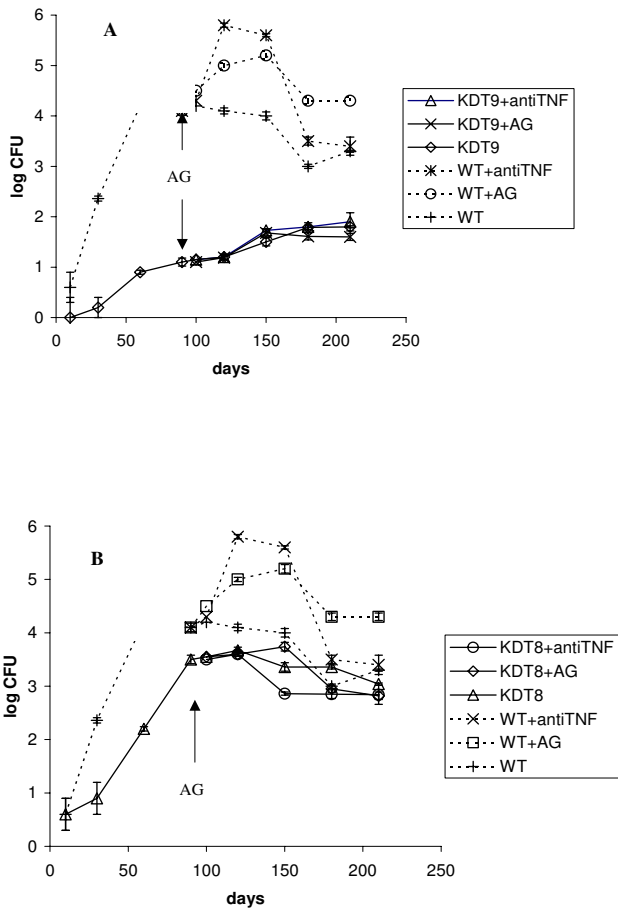 A
6
5
4
3
2
1
0
log CFU
AG
0 50 100 150 200 250
days
KDT9+antiTNF
KDT9+AG
KDT9
WT+antiTNF
WT+AG
WT
B
6
5
4
3
2
1
0
log CFU
AG
0 50 100 150 200 250
days
KDT8+antiTNF
KDT8+AG
KDT8
WT+antiTNF
WT+AG
WT